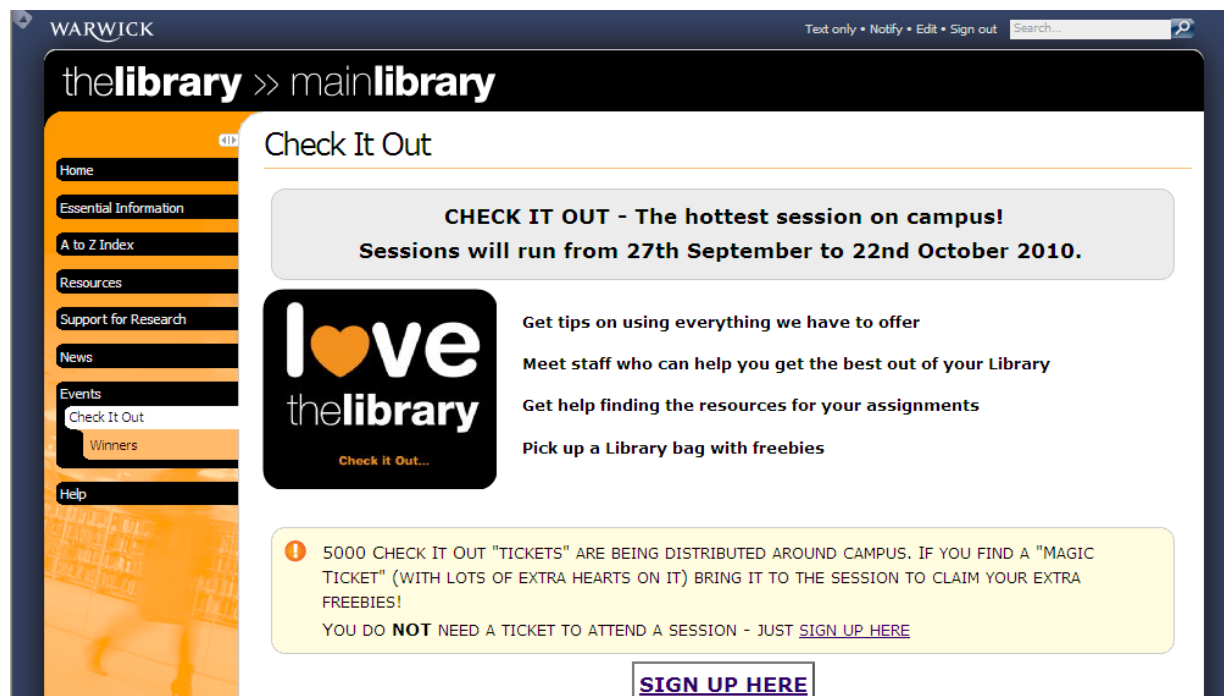 WARWICK
Text only • Notify • Edit • Sign out Search...
thelibrary >> mainlibrary
Home
Essential Information
A to Z Index
Resources
Support for Research
News
Events
Check It Out
Winners
Help
Check It Out
CHECK IT OUT - The hottest session on campus!
Sessions will run from 27th September to 22nd October 2010.
l♥ve
thelibrary
Check it Out...
Get tips on using everything we have to offer
Meet staff who can help you get the best out of your Library
Get help finding the resources for your assignments
Pick up a Library bag with freebies
5000 CHECK IT OUT "TICKETS" ARE BEING DISTRIBUTED AROUND CAMPUS. IF YOU FIND A "MAGIC
TICKET" (WITH LOTS OF EXTRA HEARTS ON IT) BRING IT TO THE SESSION TO CLAIM YOUR EXTRA
FREEBIES!
YOU DO NOT NEED A TICKET TO ATTEND A SESSION - JUST SIGN UP HERE
SIGN UP HERE